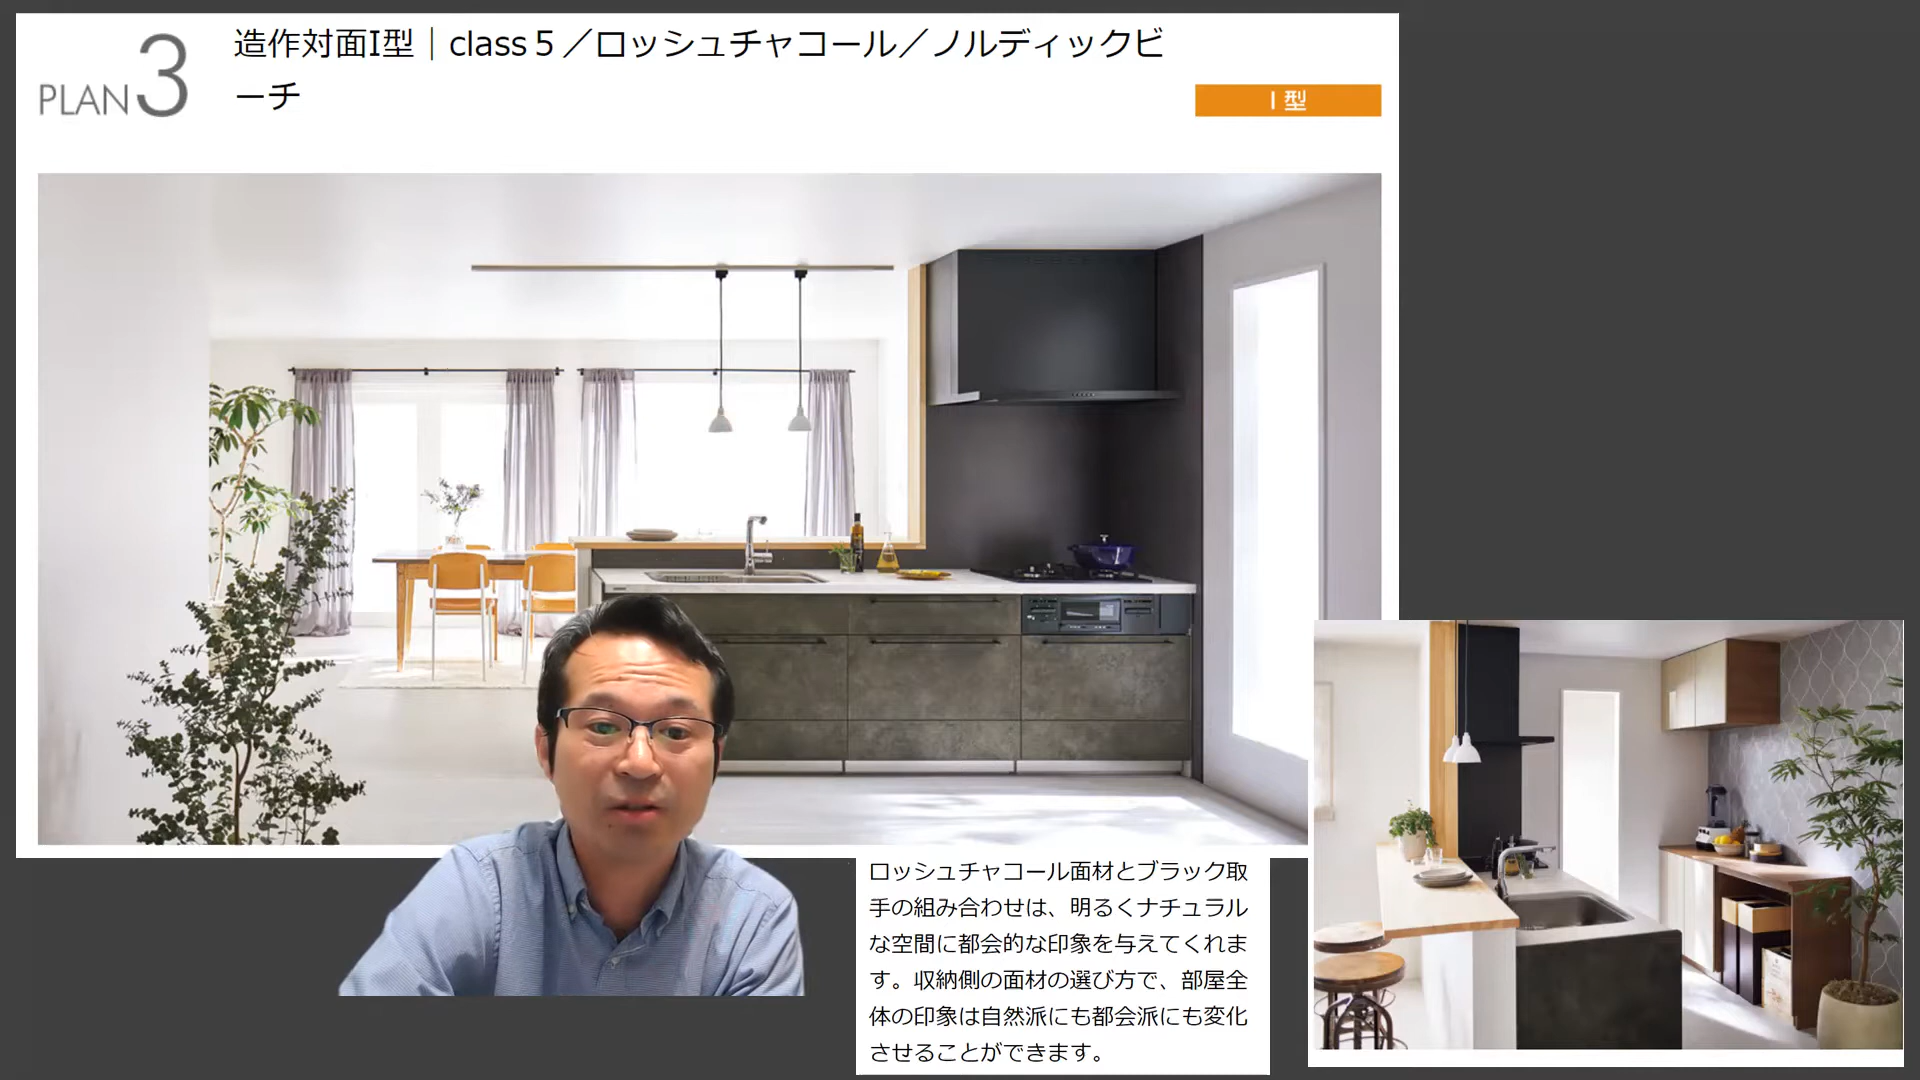 PLAN3
造作対面I型｜class５／ロッシュチャコール／ノルディックビ
ーチ
I 型
ロッシュチャコール面材とブラック取
手の組み合わせは、明るくナチュラル
な空間に都会的な印象を与えてくれま
す。収納側の面材の選び方で、部屋全
体の印象は自然派にも都会派にも変化
させることができます。